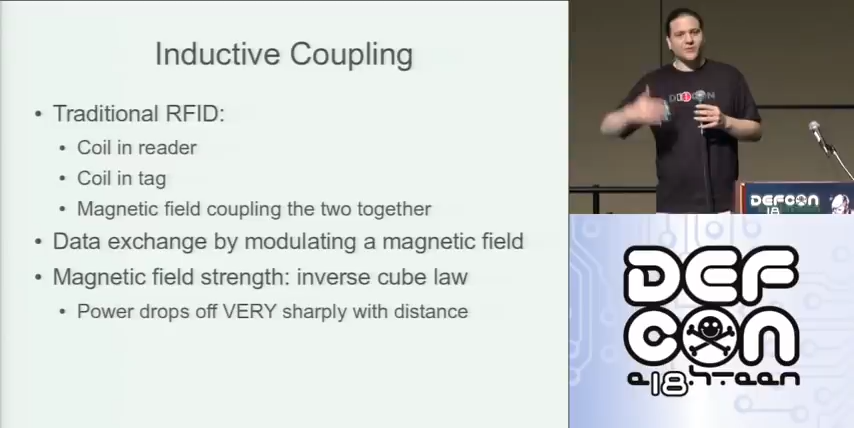 Inductive Coupling
• Traditional RFID:
• Coil in reader
• Coil in tag
• Magnetic field coupling the two together
• Data exchange by modulating a magnetic field
• Magnetic field strength: inverse cube law
• Power drops off VERY sharply with distance
DEFCON
18
DEF
CON